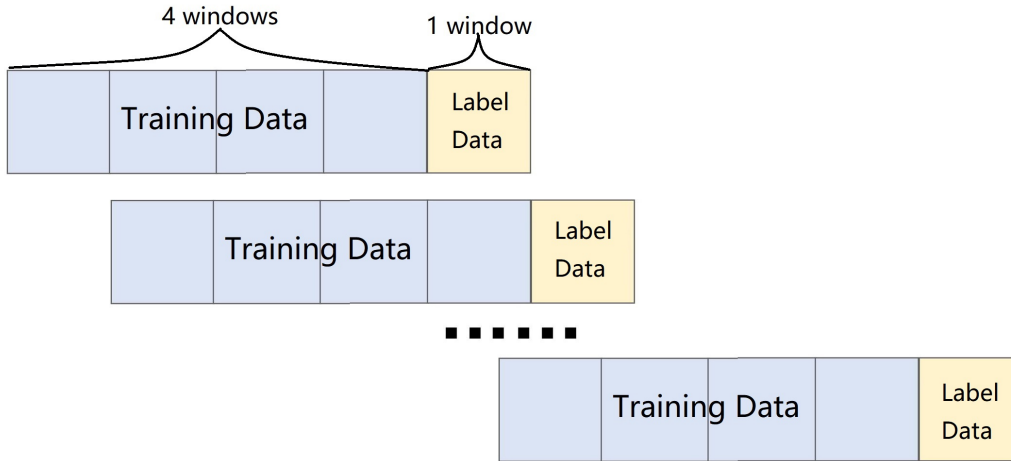 4 windows
1 window
Training Data
Label
Data
Training Data
Label
Data
Training Data
Label
Data